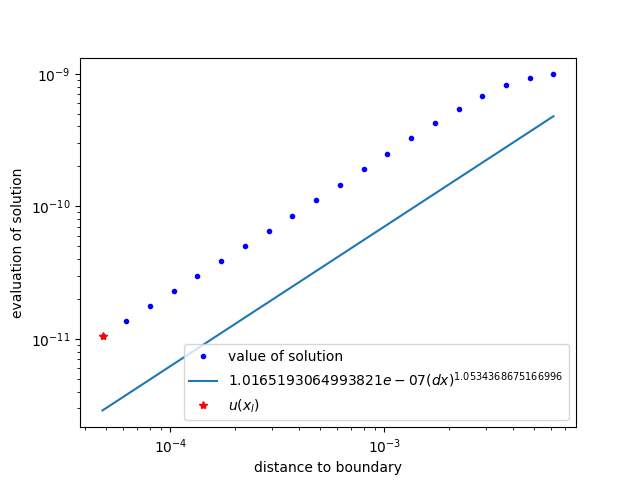 10^{-9}
10^{-10}
10^{-11}
evaluation of solution
value of solution
1.0165193064993821e − 07(dx)^{1.0534368675166996}
u(x_l)
10^{-4}
10^{-3}
distance to boundary